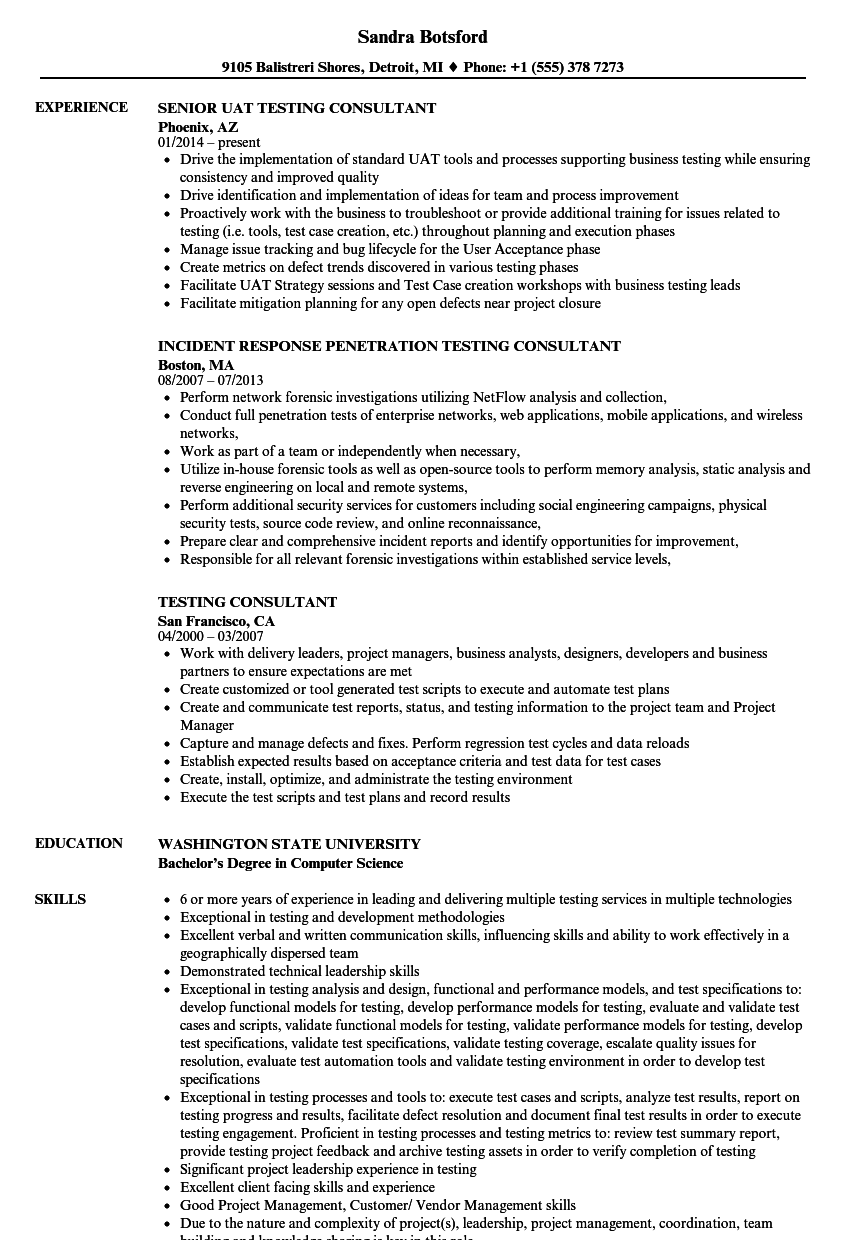 Sandra Botsford
9105 Balistreri Shores, Detroit, MI ♦ Phone: +1 (555) 378 7273
EXPERIENCE
SENIOR UAT TESTING CONSULTANT
Phoenix, AZ
01/2014 – present
• Drive the implementation of standard UAT tools and processes supporting business testing while ensuring
consistency and improved quality
• Drive identification and implementation of ideas for team and process improvement
• Proactively work with the business to troubleshoot or provide additional training for issues related to
testing (i.e. tools, test case creation, etc.) throughout planning and execution phases
• Manage issue tracking and bug lifecycle for the User Acceptance phase
• Create metrics on defect trends discovered in various testing phases
• Facilitate UAT Strategy sessions and Test Case creation workshops with business testing leads
• Facilitate mitigation planning for any open defects near project closure
INCIDENT RESPONSE PENETRATION TESTING CONSULTANT
Boston, MA
08/2007 – 07/2013
• Perform network forensic investigations utilizing NetFlow analysis and collection,
• Conduct full penetration tests of enterprise networks, web applications, mobile applications, and wireless
networks,
• Work as part of a team or independently when necessary,
• Utilize in-house forensic tools as well as open-source tools to perform memory analysis, static analysis and
reverse engineering on local and remote systems,
• Perform additional security services for customers including social engineering campaigns, physical
security tests, source code review, and online reconnaissance,
• Prepare clear and comprehensive incident reports and identify opportunities for improvement,
• Responsible for all relevant forensic investigations within established service levels,
TESTING CONSULTANT
San Francisco, CA
04/2000 – 03/2007
• Work with delivery leaders, project managers, business analysts, designers, developers and business
partners to ensure expectations are met
• Create customized or tool generated test scripts to execute and automate test plans
• Create and communicate test reports, status, and testing information to the project team and Project
Manager
• Capture and manage defects and fixes. Perform regression test cycles and data reloads
• Establish expected results based on acceptance criteria and test data for test cases
• Create, install, optimize, and administrate the testing environment
• Execute the test scripts and test plans and record results
EDUCATION
WASHINGTON STATE UNIVERSITY
Bachelor's Degree in Computer Science
SKILLS
• 6 or more years of experience in leading and delivering multiple testing services in multiple technologies
• Exceptional in testing and development methodologies
• Excellent verbal and written communication skills, influencing skills and ability to work effectively in a
geographically dispersed team
• Demonstrated technical leadership skills
• Exceptional in testing analysis and design, functional and performance models, and test specifications to:
develop functional models for testing, develop performance models for testing, evaluate and validate test
cases and scripts, validate functional models for testing, validate performance models for testing, develop
test specifications, validate test specifications, validate testing coverage, escalate quality issues for
resolution, evaluate test automation tools and validate testing environment in order to develop test
specifications
• Exceptional in testing processes and tools to: execute test cases and scripts, analyze test results, report on
testing progress and results, facilitate defect resolution and document final test results in order to execute
testing engagement. Proficient in testing processes and testing metrics to: review test summary report,
provide testing project feedback and archive testing assets in order to verify completion of testing
• Significant project leadership experience in testing
• Excellent client facing skills and experience
• Good Project Management, Customer/ Vendor Management skills
• Due to the nature and complexity of project(s), leadership, project management, coordination, team